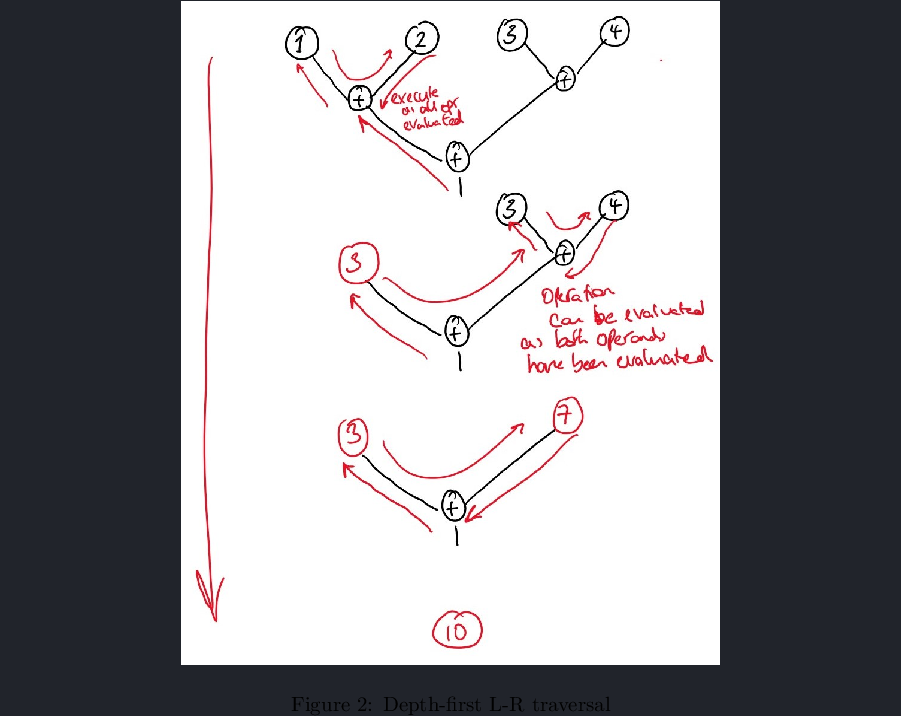 1 2 3 4
+ execute +
as all ops
evaluated
+
3 4
3 +
Operation
+ can be evaluated
as both operands
have been evaluated
3 7
+
10
Figure 2: Depth-first L-R traversal